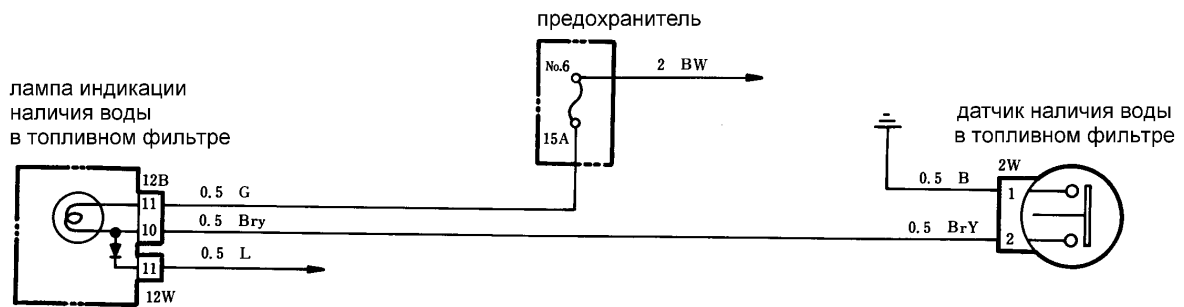 предохранитель
No.6
2 BW
15A
лампа индикации
наличия воды
в топливном фильтре
датчик наличия воды
в топливном фильтре
12B
11
0.5 G
10
0.5 Bry
11
0.5 L
12W
2W
0.5 B
1
0.5 BrY
2